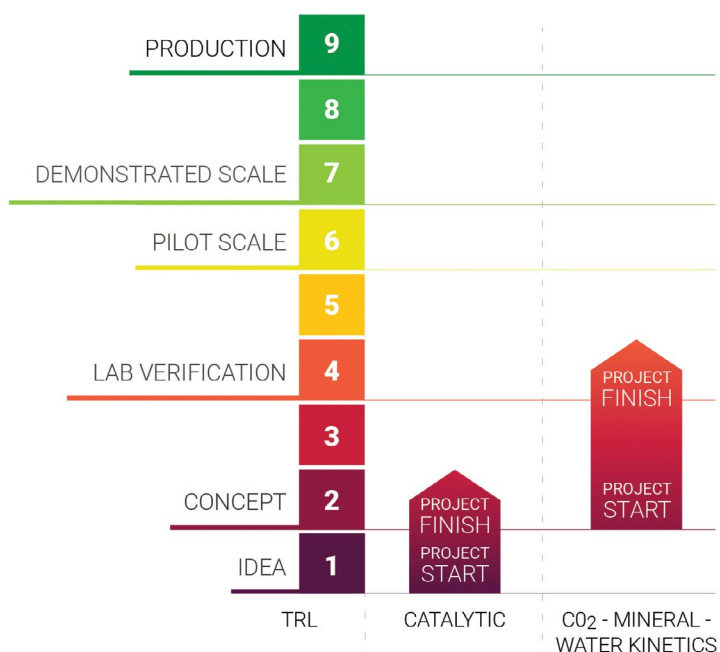 PRODUCTION 9
8
DEMONSTRATED SCALE 7
PILOT SCALE 6
5
LAB VERIFICATION 4
PROJECT
FINISH
3
CONCEPT 2
PROJECT
FINISH
PROJECT
START
IDEA 1
PROJECT
START
TRL CATALYTIC CO2 - MINERAL -
WATER KINETICS